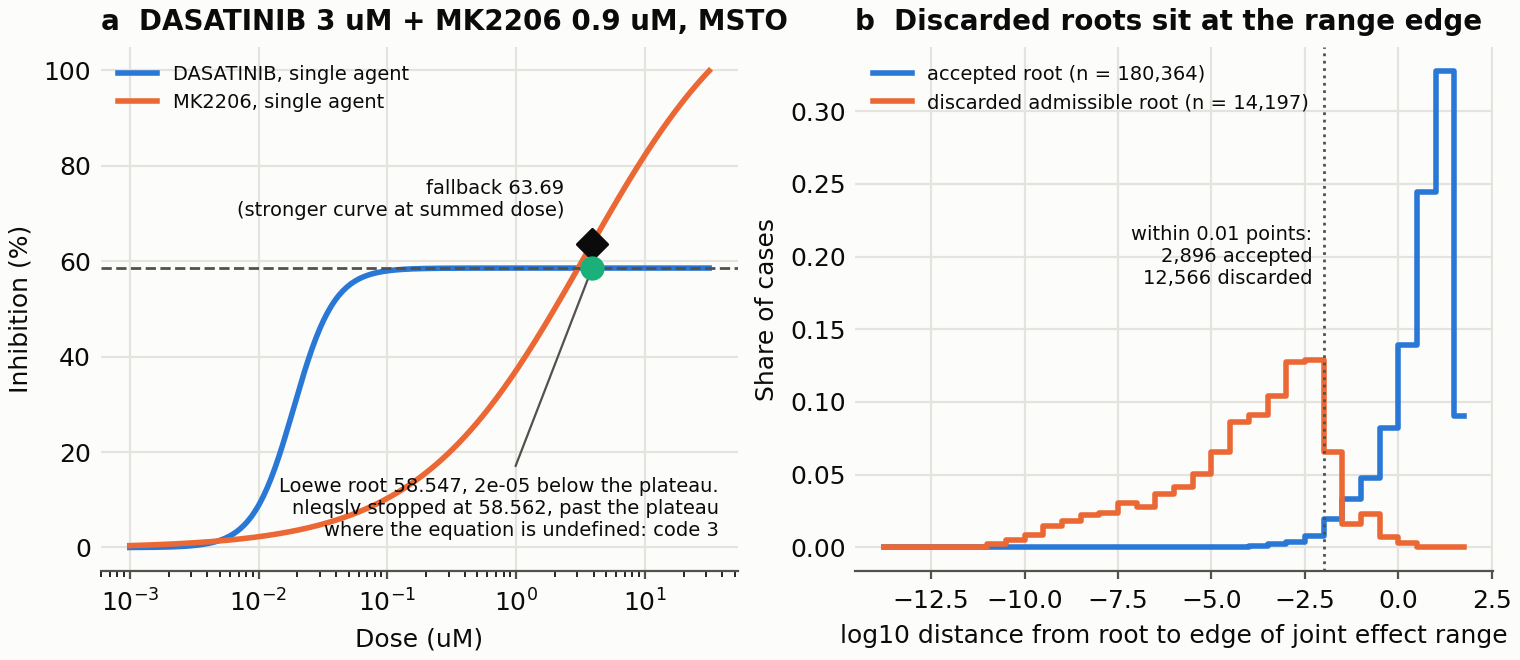 a DASATINIB 3 uM + MK2206 0.9 uM, MSTO
DASATINIB, single agent
MK2206, single agent
fallback 63.69
(stronger curve at summed dose)
Loewe root 58.547, 2e-05 below the plateau.
nleqslv stopped at 58.562, past the plateau
where the equation is undefined: code 3
Inhibition (%)
100
80
60
40
20
0
10⁻³ 10⁻² 10⁻¹ 10⁰ 10¹
Dose (uM)
b Discarded roots sit at the range edge
accepted root (n = 180,364)
discarded admissible root (n = 14,197)
within 0.01 points:
2,896 accepted
12,566 discarded
Share of cases
0.30
0.25
0.20
0.15
0.10
0.05
0.00
−12.5 −10.0 −7.5 −5.0 −2.5 0.0 2.5
log10 distance from root to edge of joint effect range